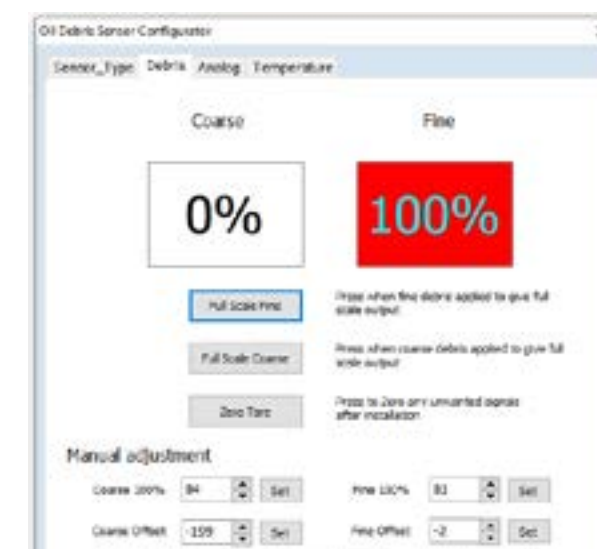 Oil Debris Sensor Configurator
Sensor_Type Debris Analog Temperature
Coarse Fine
0% 100%
Full Scale Fine
Press when fine debris applied to give full
scale output
Full Scale Coarse
Press when coarse debris applied to give full
scale output
Zero Tare
Press to Zero any unwanted signals
after installation
Manual adjustment
Coarse 100% 84 Set Fine 100% Set
Coarse Offset -199 Set Fine Offset -2 Set